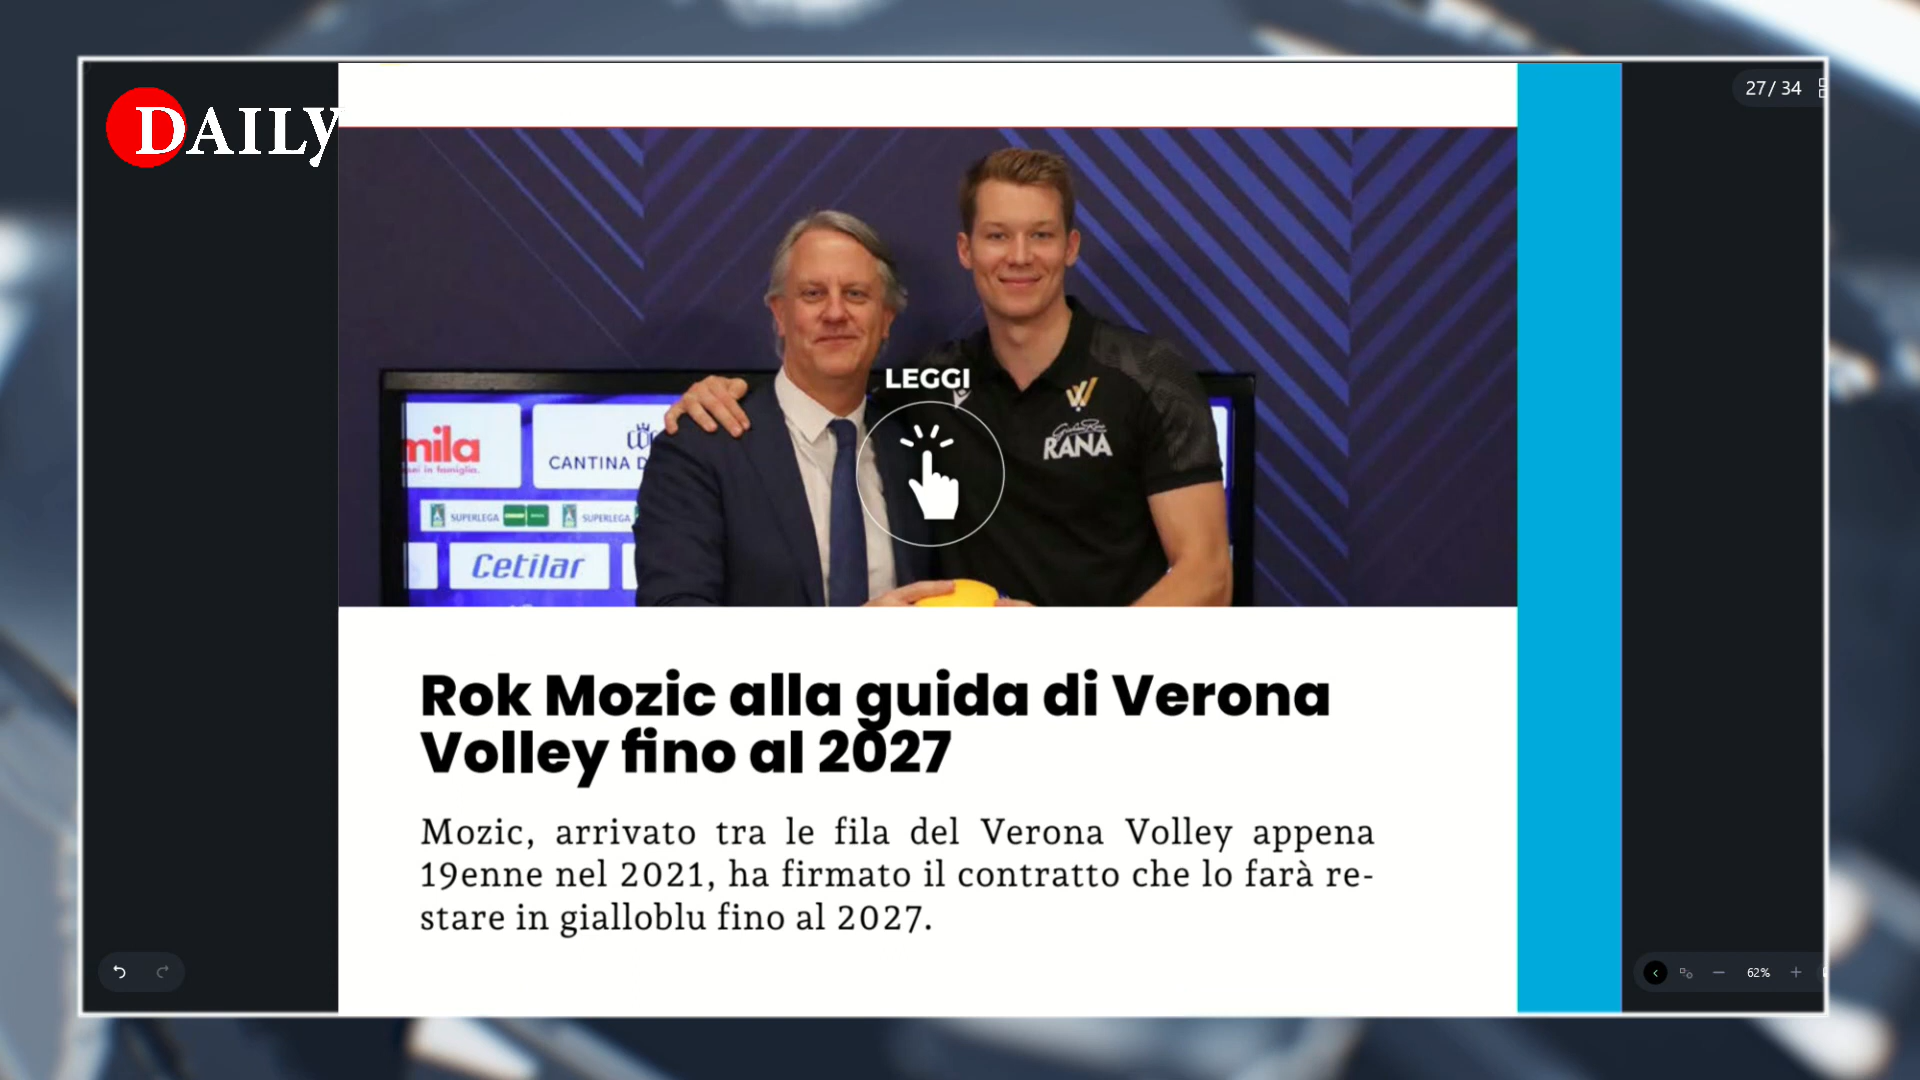 DAILY
27/ 34
LEGGI
RANA
mila
CANTINA D
SUPERLEGA
SUPERLEGA
Cetilar
Rok Mozic alla guida di Verona
Volley fino al 2027
Mozic, arrivato tra le fila del Verona Volley appena
19enne nel 2021, ha firmato il contratto che lo farà re-
stare in gialloblu fino al 2027.
62%